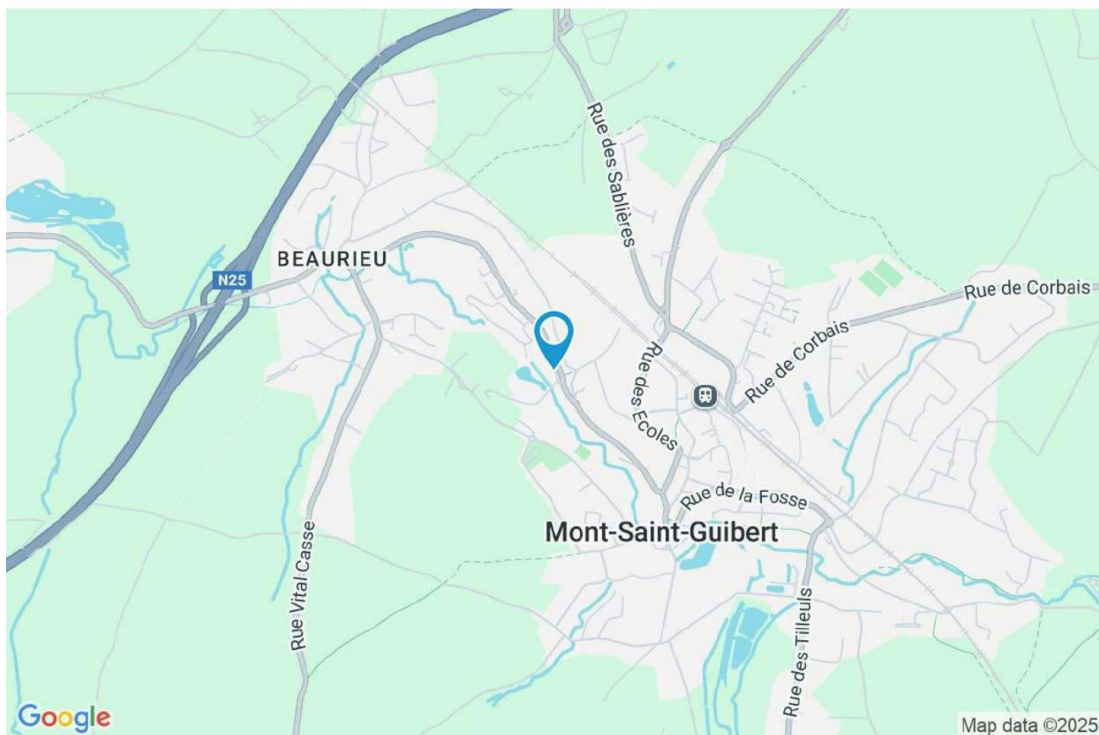 Rue des Sablières
BEAURIEU
N25
Rue de Corbais
Rue de Corbais
Rue des Ecoles
Rue de la Fosse
Mont-Saint-Guibert
Rue Vital Casse
Rue des Tilleuls
Google
Map data ©2025